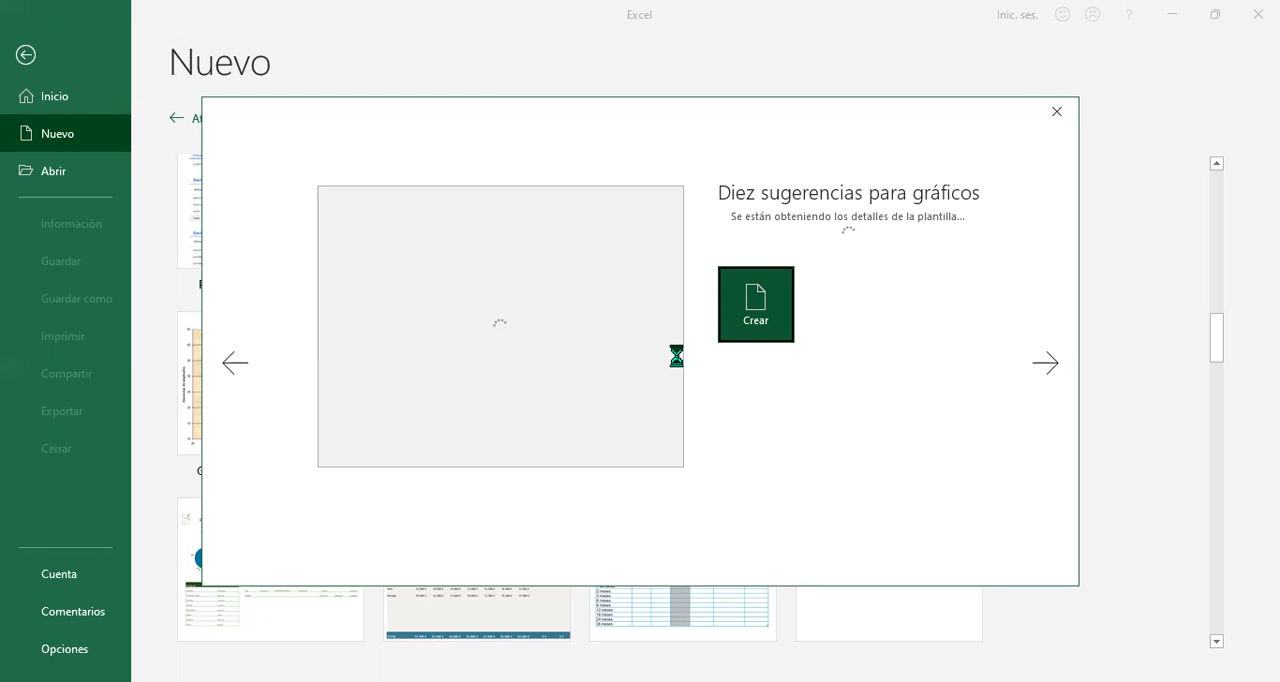 Excel
Inic. ses.
Nuevo
Inicio
Nuevo
Abrir
Información
Guardar
Guardar como
Imprimir
Compartir
Exportar
Cerrar
Cuenta
Comentarios
Opciones
Diez sugerencias para gráficos
Se están obteniendo los detalles de la plantilla...
Crear